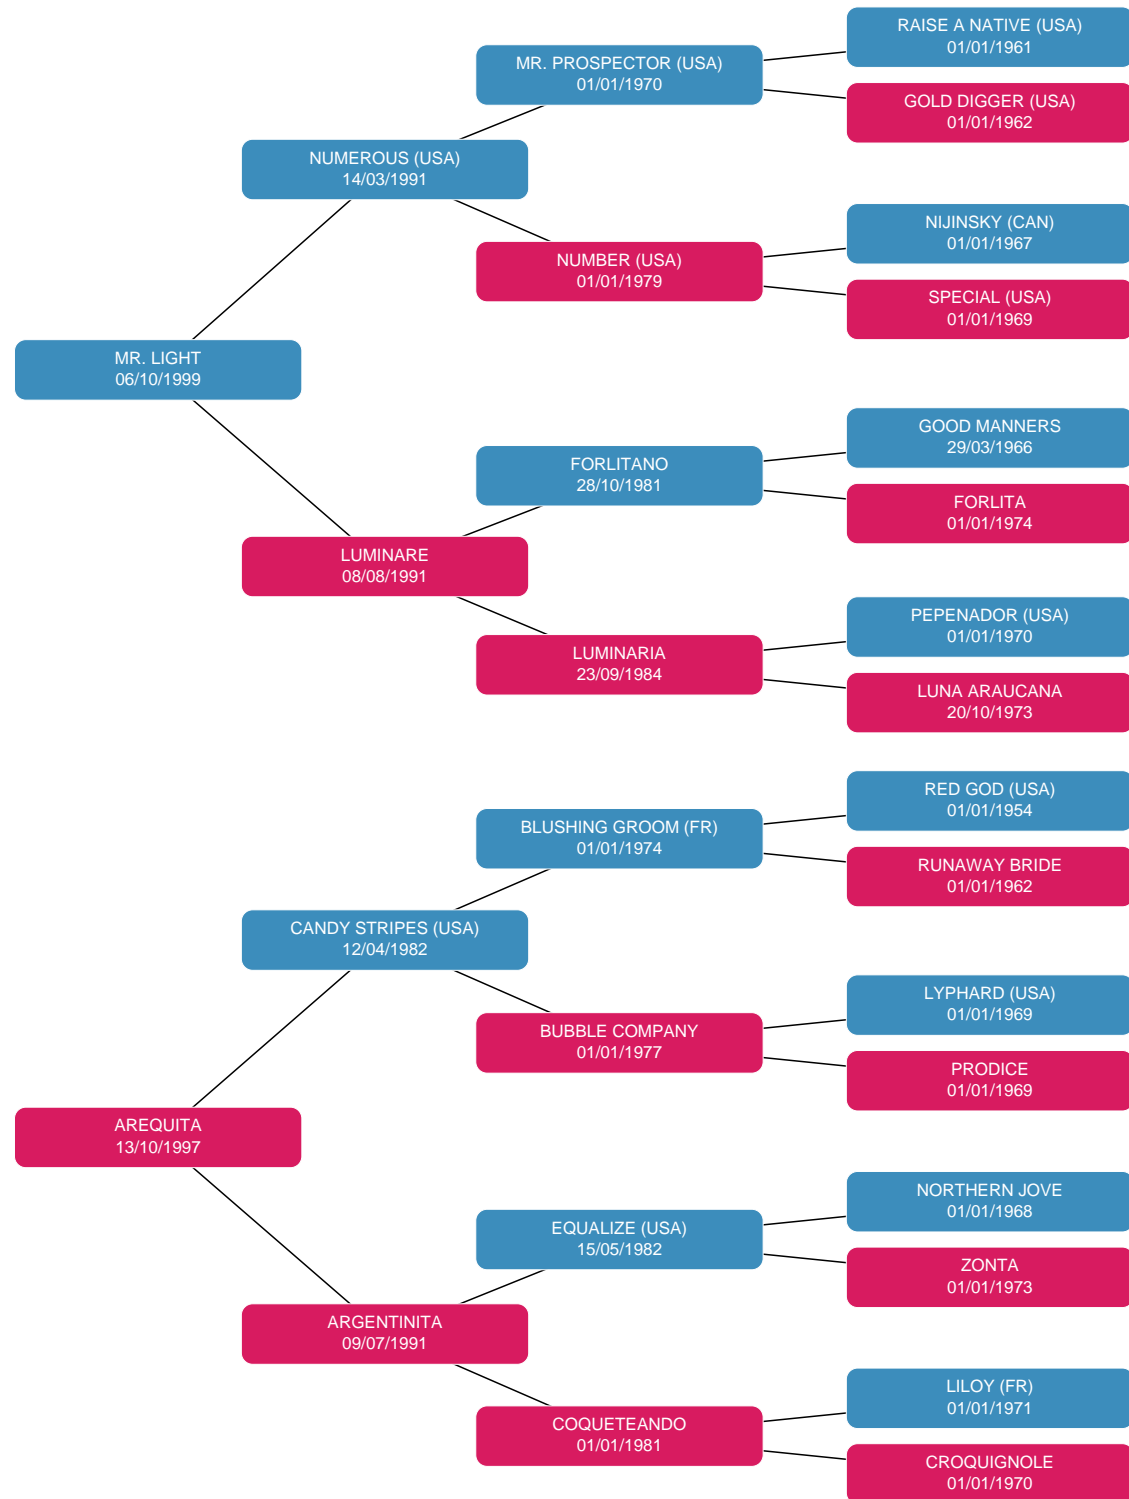 RAISE A NATIVE (USA)
01/01/1961
MR. PROSPECTOR (USA)
01/01/1970
GOLD DIGGER (USA)
01/01/1962
NUMEROUS (USA)
14/03/1991
NIJINSKY (CAN)
01/01/1967
NUMBER (USA)
01/01/1979
SPECIAL (USA)
01/01/1969
MR. LIGHT
06/10/1999
GOOD MANNERS
29/03/1966
FORLITANO
28/10/1981
FORLITA
01/01/1974
LUMINARE
08/08/1991
PEPENADOR (USA)
01/01/1970
LUMINARIA
23/09/1984
LUNA ARAUCANA
20/10/1973
RED GOD (USA)
01/01/1954
BLUSHING GROOM (FR)
01/01/1974
RUNAWAY BRIDE
01/01/1962
CANDY STRIPES (USA)
12/04/1982
LYPHARD (USA)
01/01/1969
BUBBLE COMPANY
01/01/1977
PRODICE
01/01/1969
AREQUITA
13/10/1997
NORTHERN JOVE
01/01/1968
EQUALIZE (USA)
15/05/1982
ZONTA
01/01/1973
ARGENTINITA
09/07/1991
LILOY (FR)
01/01/1971
COQUETEANDO
01/01/1981
CROQUIGNOLE
01/01/1970